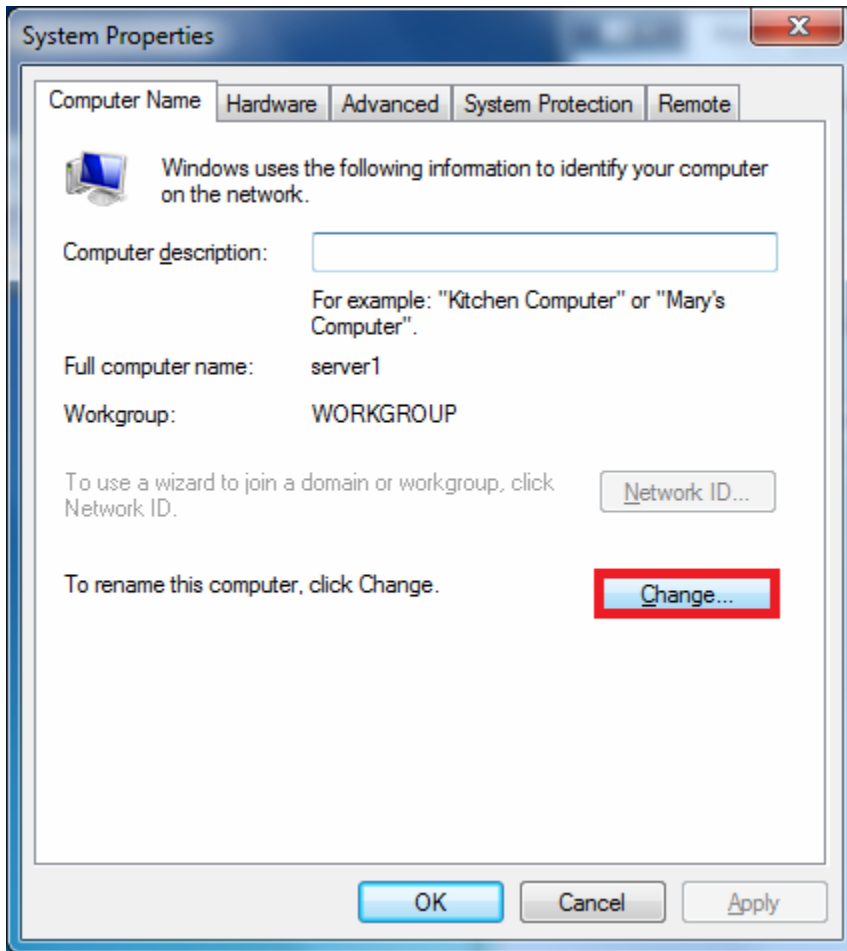 System Properties
Computer Name
Hardware
Advanced
System Protection
Remote
Windows uses the following information to identify your computer
on the network.
Computer description:
For example: "Kitchen Computer" or "Mary's
Computer".
Full computer name:
server1
Workgroup:
WORKGROUP
To use a wizard to join a domain or workgroup, click
Network ID.
Network ID...
To rename this computer, click Change.
Change...
OK
Cancel
Apply